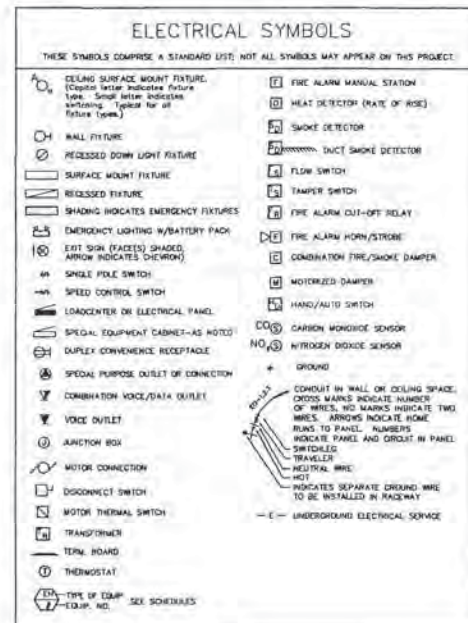 ELECTRICAL SYMBOLS
THESE SYMBOLS COMPRISE A STANDARD LIST; NOT ALL SYMBOLS MAY APPEAR ON THIS PROJECT.
CEILING SURFACE MOUNT FIXTURE.
(Capital letter indicates fixture
type. Small letter indicates
switching. Typical for all
fixture types.)
WALL FIXTURE
RECESSED DOWN LIGHT FIXTURE
SURFACE MOUNT FIXTURE
RECESSED FIXTURE
SHADING INDICATES EMERGENCY FIXTURES
EMERGENCY LIGHTING W/BATTERY PACK
EXIT SIGN (FACE(S) SHADED,
ARROW INDICATES CHEVRON)
SINGLE POLE SWITCH
SPEED CONTROL SWITCH
LOADCENTER OR ELECTRICAL PANEL
SPECIAL EQUIPMENT CABINET-AS NOTED
DUPLEX CONVENIENCE RECEPTACLE
SPECIAL PURPOSE OUTLET OR CONNECTION
COMBINATION VOICE/DATA OUTLET
VOICE OUTLET
J JUNCTION BOX
MOTOR CONNECTION
DISCONNECT SWITCH
MOTOR THERMAL SWITCH
TRANSFORMER
TERM. BOARD
T THERMOSTAT
TYPE OF EQUIP
EQUIP. NO. SEE SCHEDULES
F FIRE ALARM MANUAL STATION
HEAT DETECTOR (RATE OF RISE)
SMOKE DETECTOR
DUCT SMOKE DETECTOR
FLOW SWITCH
TAMPER SWITCH
FIRE ALARM CUT-OFF RELAY
F FIRE ALARM HORN/STROBE
C COMBINATION FIRE/SMOKE DAMPER
M MOTORIZED DAMPER
HAND/AUTO SWITCH
CO S CARBON MONOXIDE SENSOR
S NITROGEN DIOXIDE SENSOR
GROUND
CONDUIT IN WALL OR CEILING SPACE,
CROSS MARKS INDICATE NUMBER
OF WIRES, NO MARKS INDICATE TWO
WIRES. ARROWS INDICATE HOME
RUNS TO PANEL. NUMBERS
INDICATE PANEL AND CIRCUIT IN PANEL
SWITCHLEG
TRAVELER
NEUTRAL WIRE
HOT
INDICATES SEPARATE GROUND WIRE
TO BE INSTALLED IN RACEWAY
— E — UNDERGROUND ELECTRICAL SERVICE